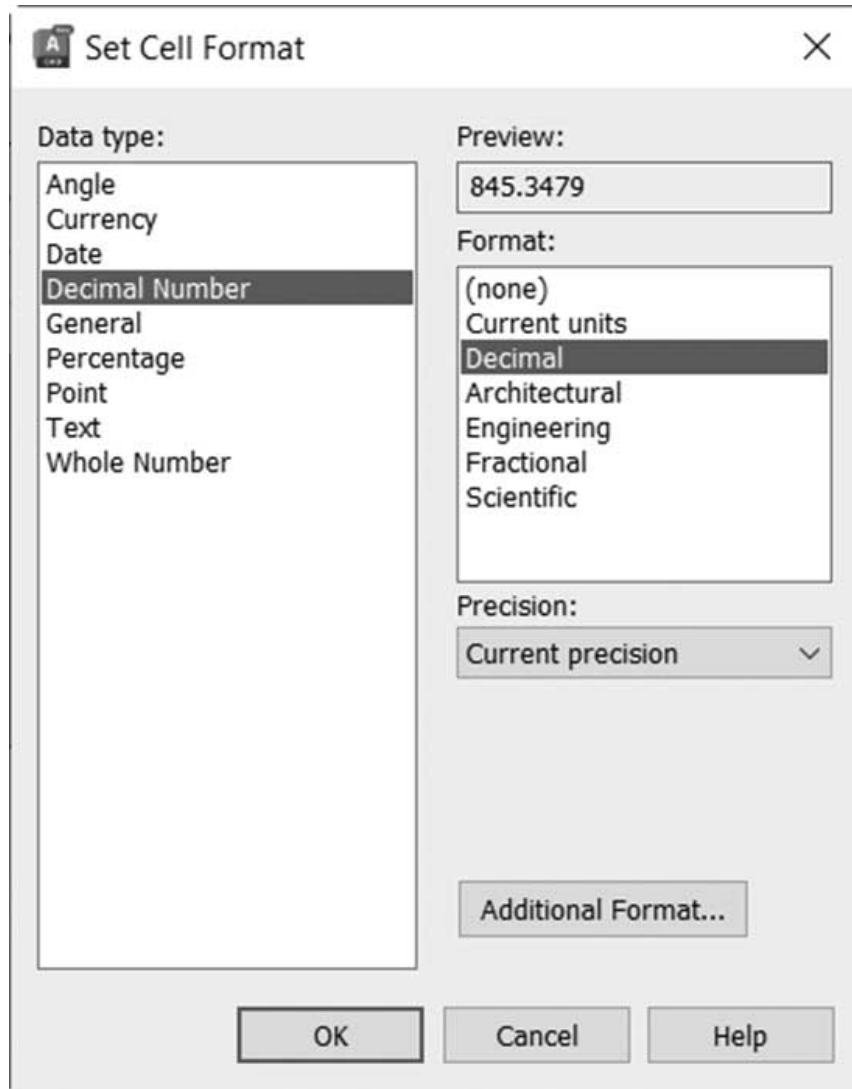 Set Cell Format
Data type:
Angle
Currency
Date
Decimal Number
General
Percentage
Point
Text
Whole Number
Preview:
845.3479
Format:
(none)
Current units
Decimal
Architectural
Engineering
Fractional
Scientific
Precision:
Current precision
Additional Format...
OK
Cancel
Help